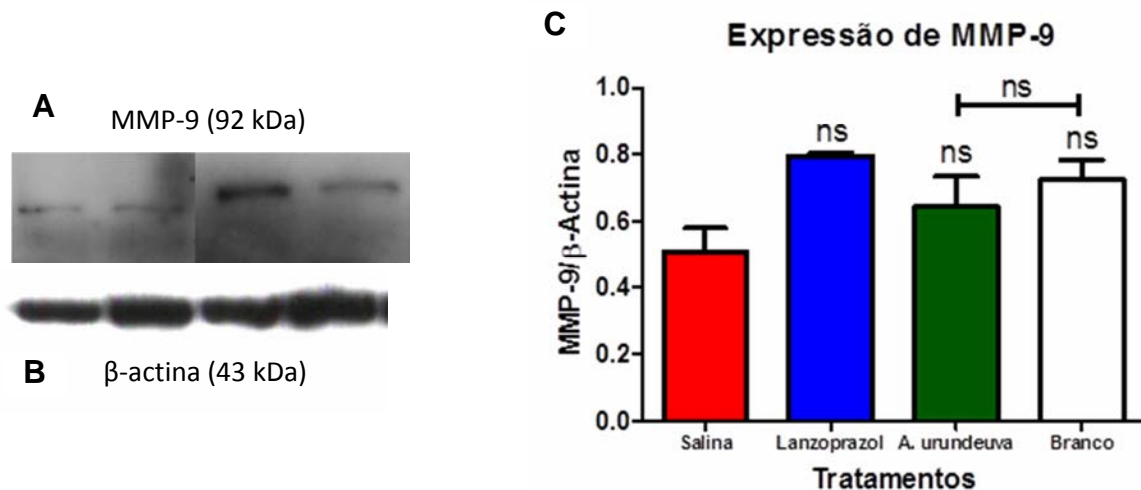 A
MMP-9 (92 kDa)
B
β-actina (43 kDa)
C
Expressão de MMP-9
MMP-9/β-Actina
1.0
0.8
0.6
0.4
0.2
0.0
ns
ns
ns
ns
Salina
Lanzoprazol
A. urundeuva
Branco
Tratamentos